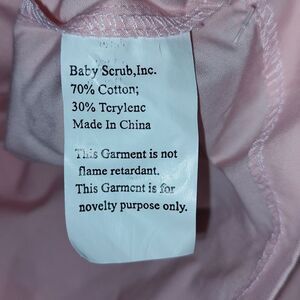 Baby Scrub,Inc.
70% Cotton;
30% Terylene
Made In China
This Garment is not
flame retardant.
This Garment is for
novelty purpose only.